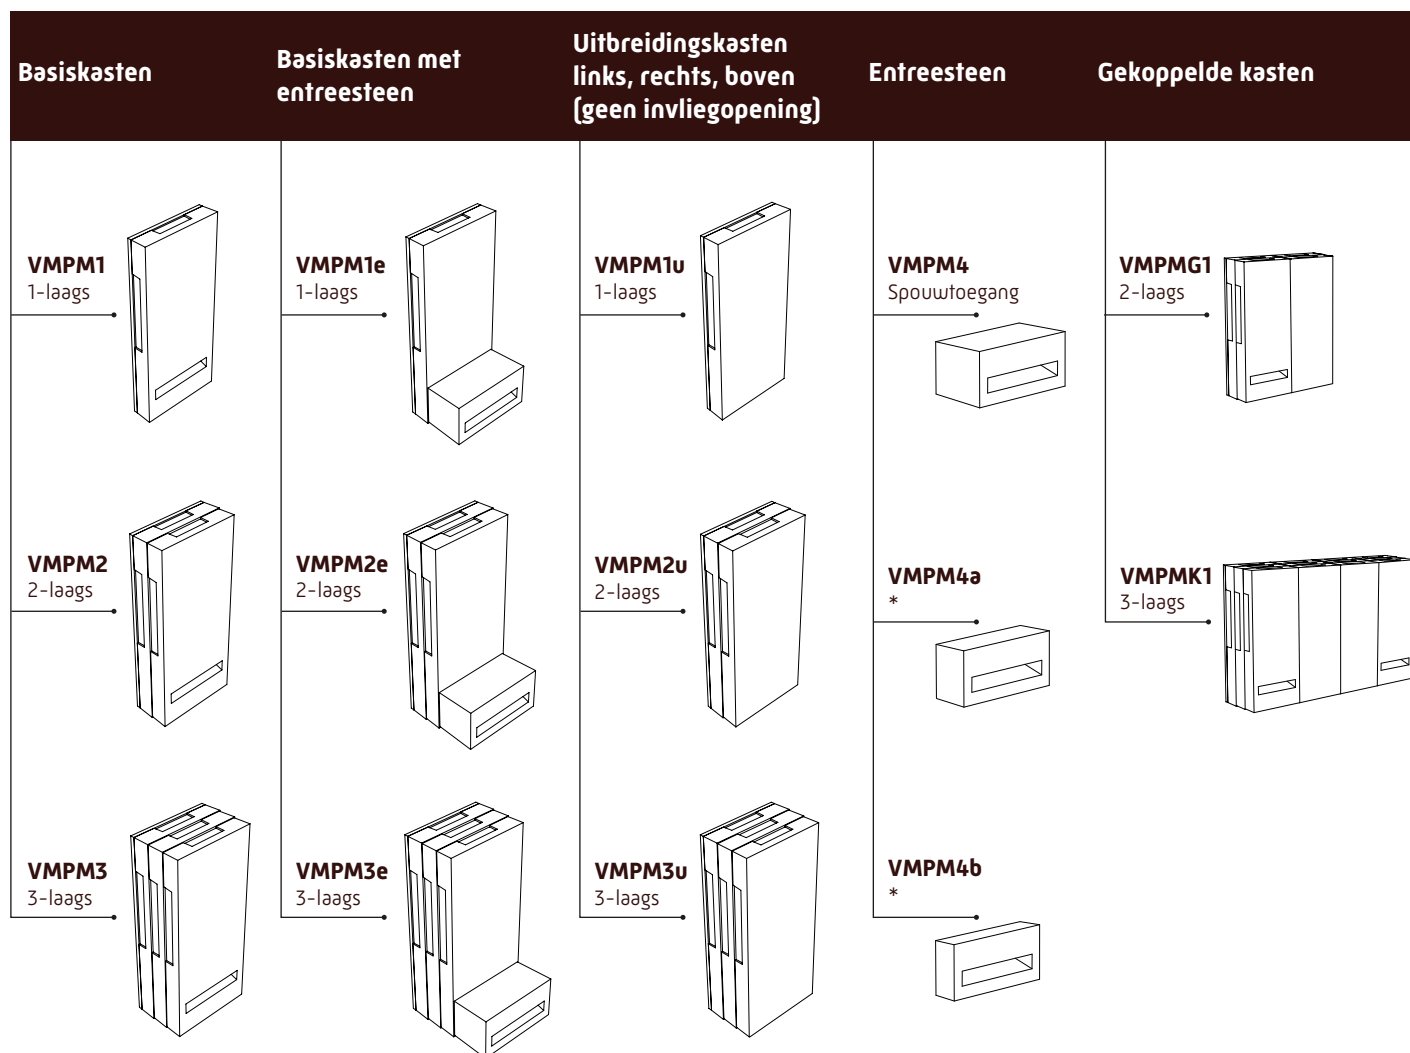 Basiskasten
Basiskasten met
entreesteen
Uitbreidingskasten
links, rechts, boven
(geen invliegopening)
Entreesteen
Gekoppelde kasten
VMPM1
1-laags
VMPM1e
1-laags
VMPM1u
1-laags
VMPM4
Spouwtoegang
VMPMG1
2-laags
VMPM2
2-laags
VMPM2e
2-laags
VMPM2u
2-laags
VMPM4a
*
VMPMK1
3-laags
VMPM3
3-laags
VMPM3e
3-laags
VMPM3u
3-laags
VMPM4b
*